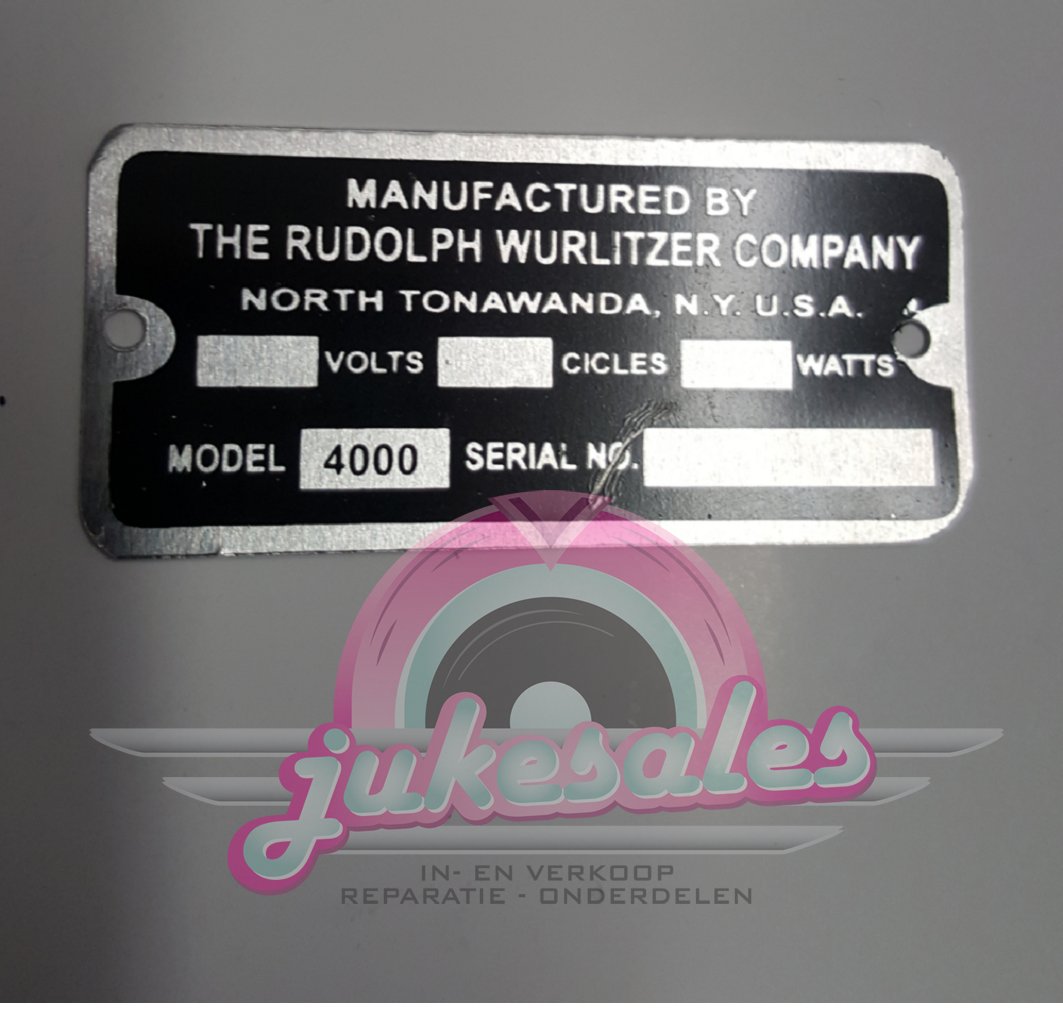 MANUFACTURED BY
THE RUDOLPH WURLITZER COMPANY
NORTH TONAWANDA, N.Y. U.S.A.
VOLTS CICLES WATTS
MODEL 4000 SERIAL NO.
jukesales
IN- EN VERKOOP
REPARATIE - ONDERDELEN